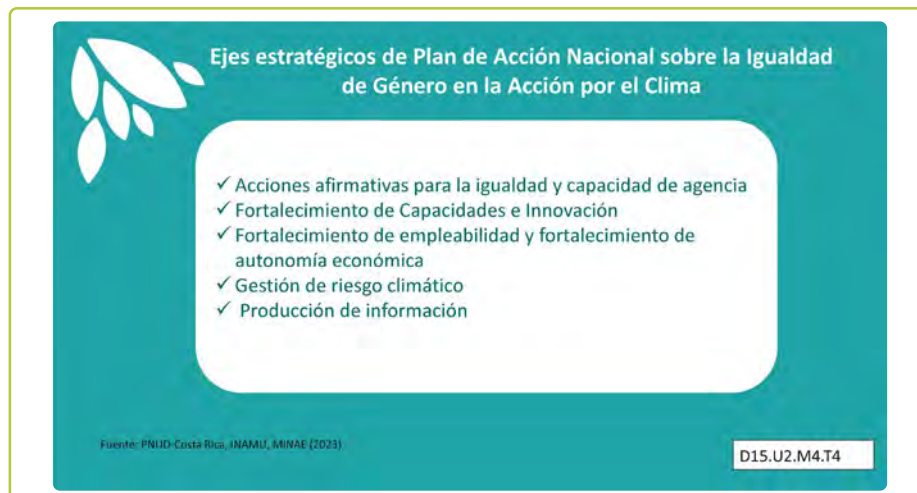 Ejes estratégicos de Plan de Acción Nacional sobre la Igualdad
de Género en la Acción por el Clima
✓ Acciones afirmativas para la igualdad y capacidad de agencia
✓ Fortalecimiento de Capacidades e Innovación
✓ Fortalecimiento de empleabilidad y fortalecimiento de
autonomía económica
✓ Gestión de riesgo climático
✓ Producción de información
Fuente: PNUD-Costa Rica, INAMU, MINAE (2023)
D15.U2.M4.T4